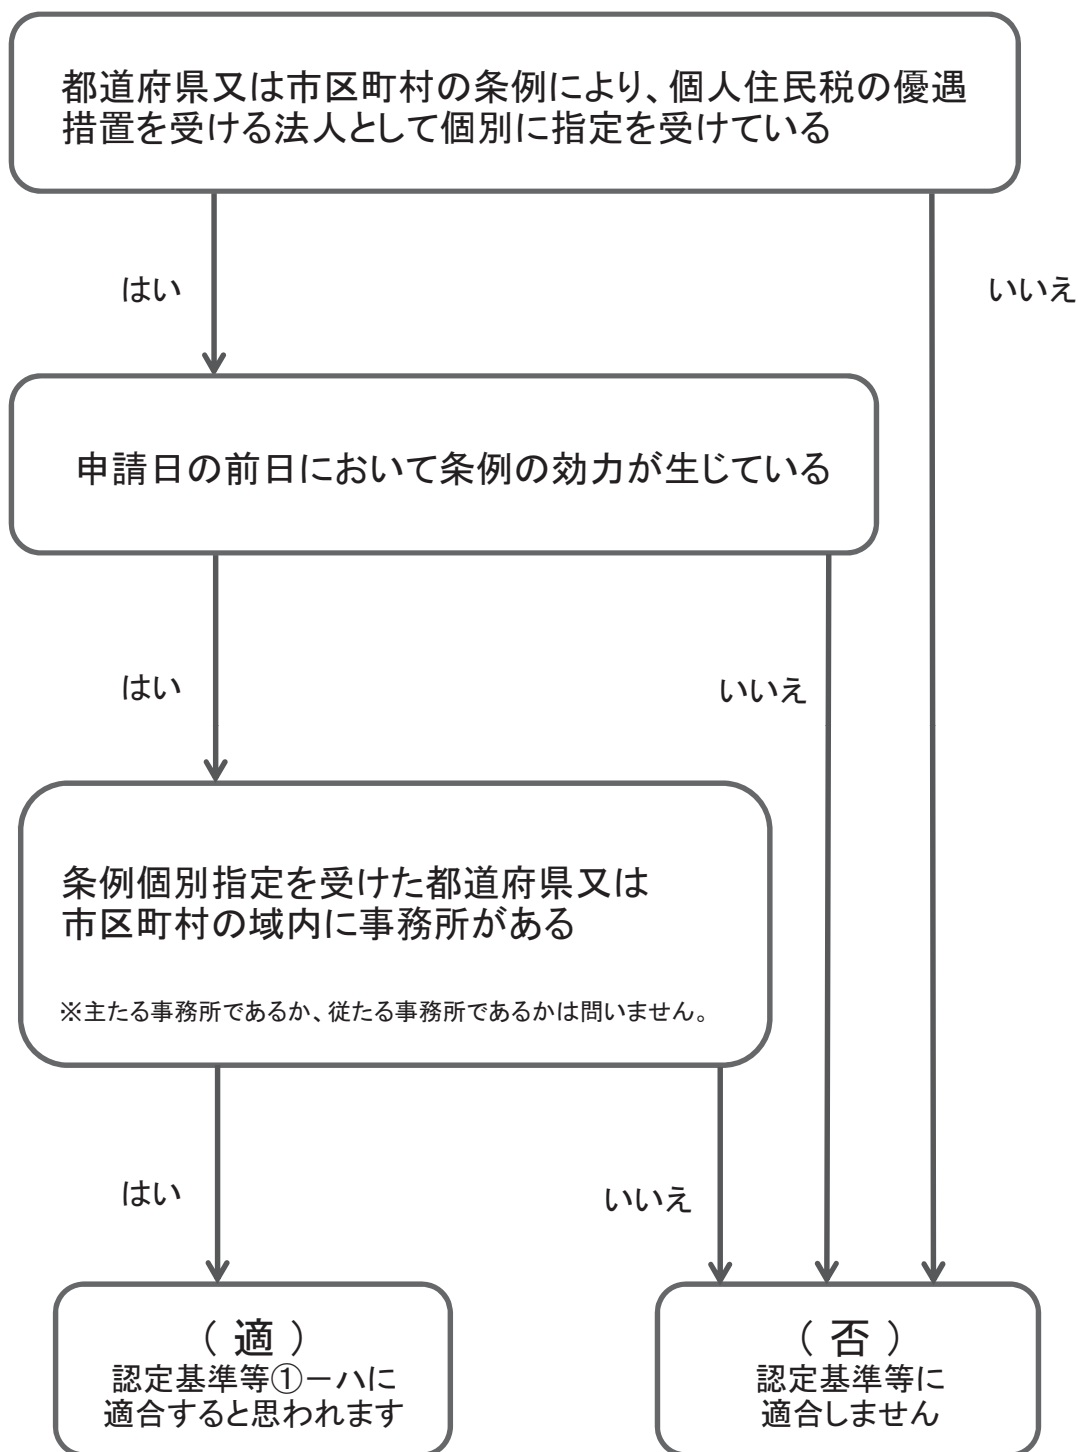 都道府県又は市区町村の条例により、個人住民税の優遇
措置を受ける法人として個別に指定を受けている
はい
いいえ
申請日の前日において条例の効力が生じている
はい
いいえ
条例個別指定を受けた都道府県又は
市区町村の域内に事務所がある
※主たる事務所であるか、従たる事務所であるかは問いません。
はい
いいえ
（ 適 ）
認定基準等①－ハに
適合すると思われます
（ 否 ）
認定基準等に
適合しません